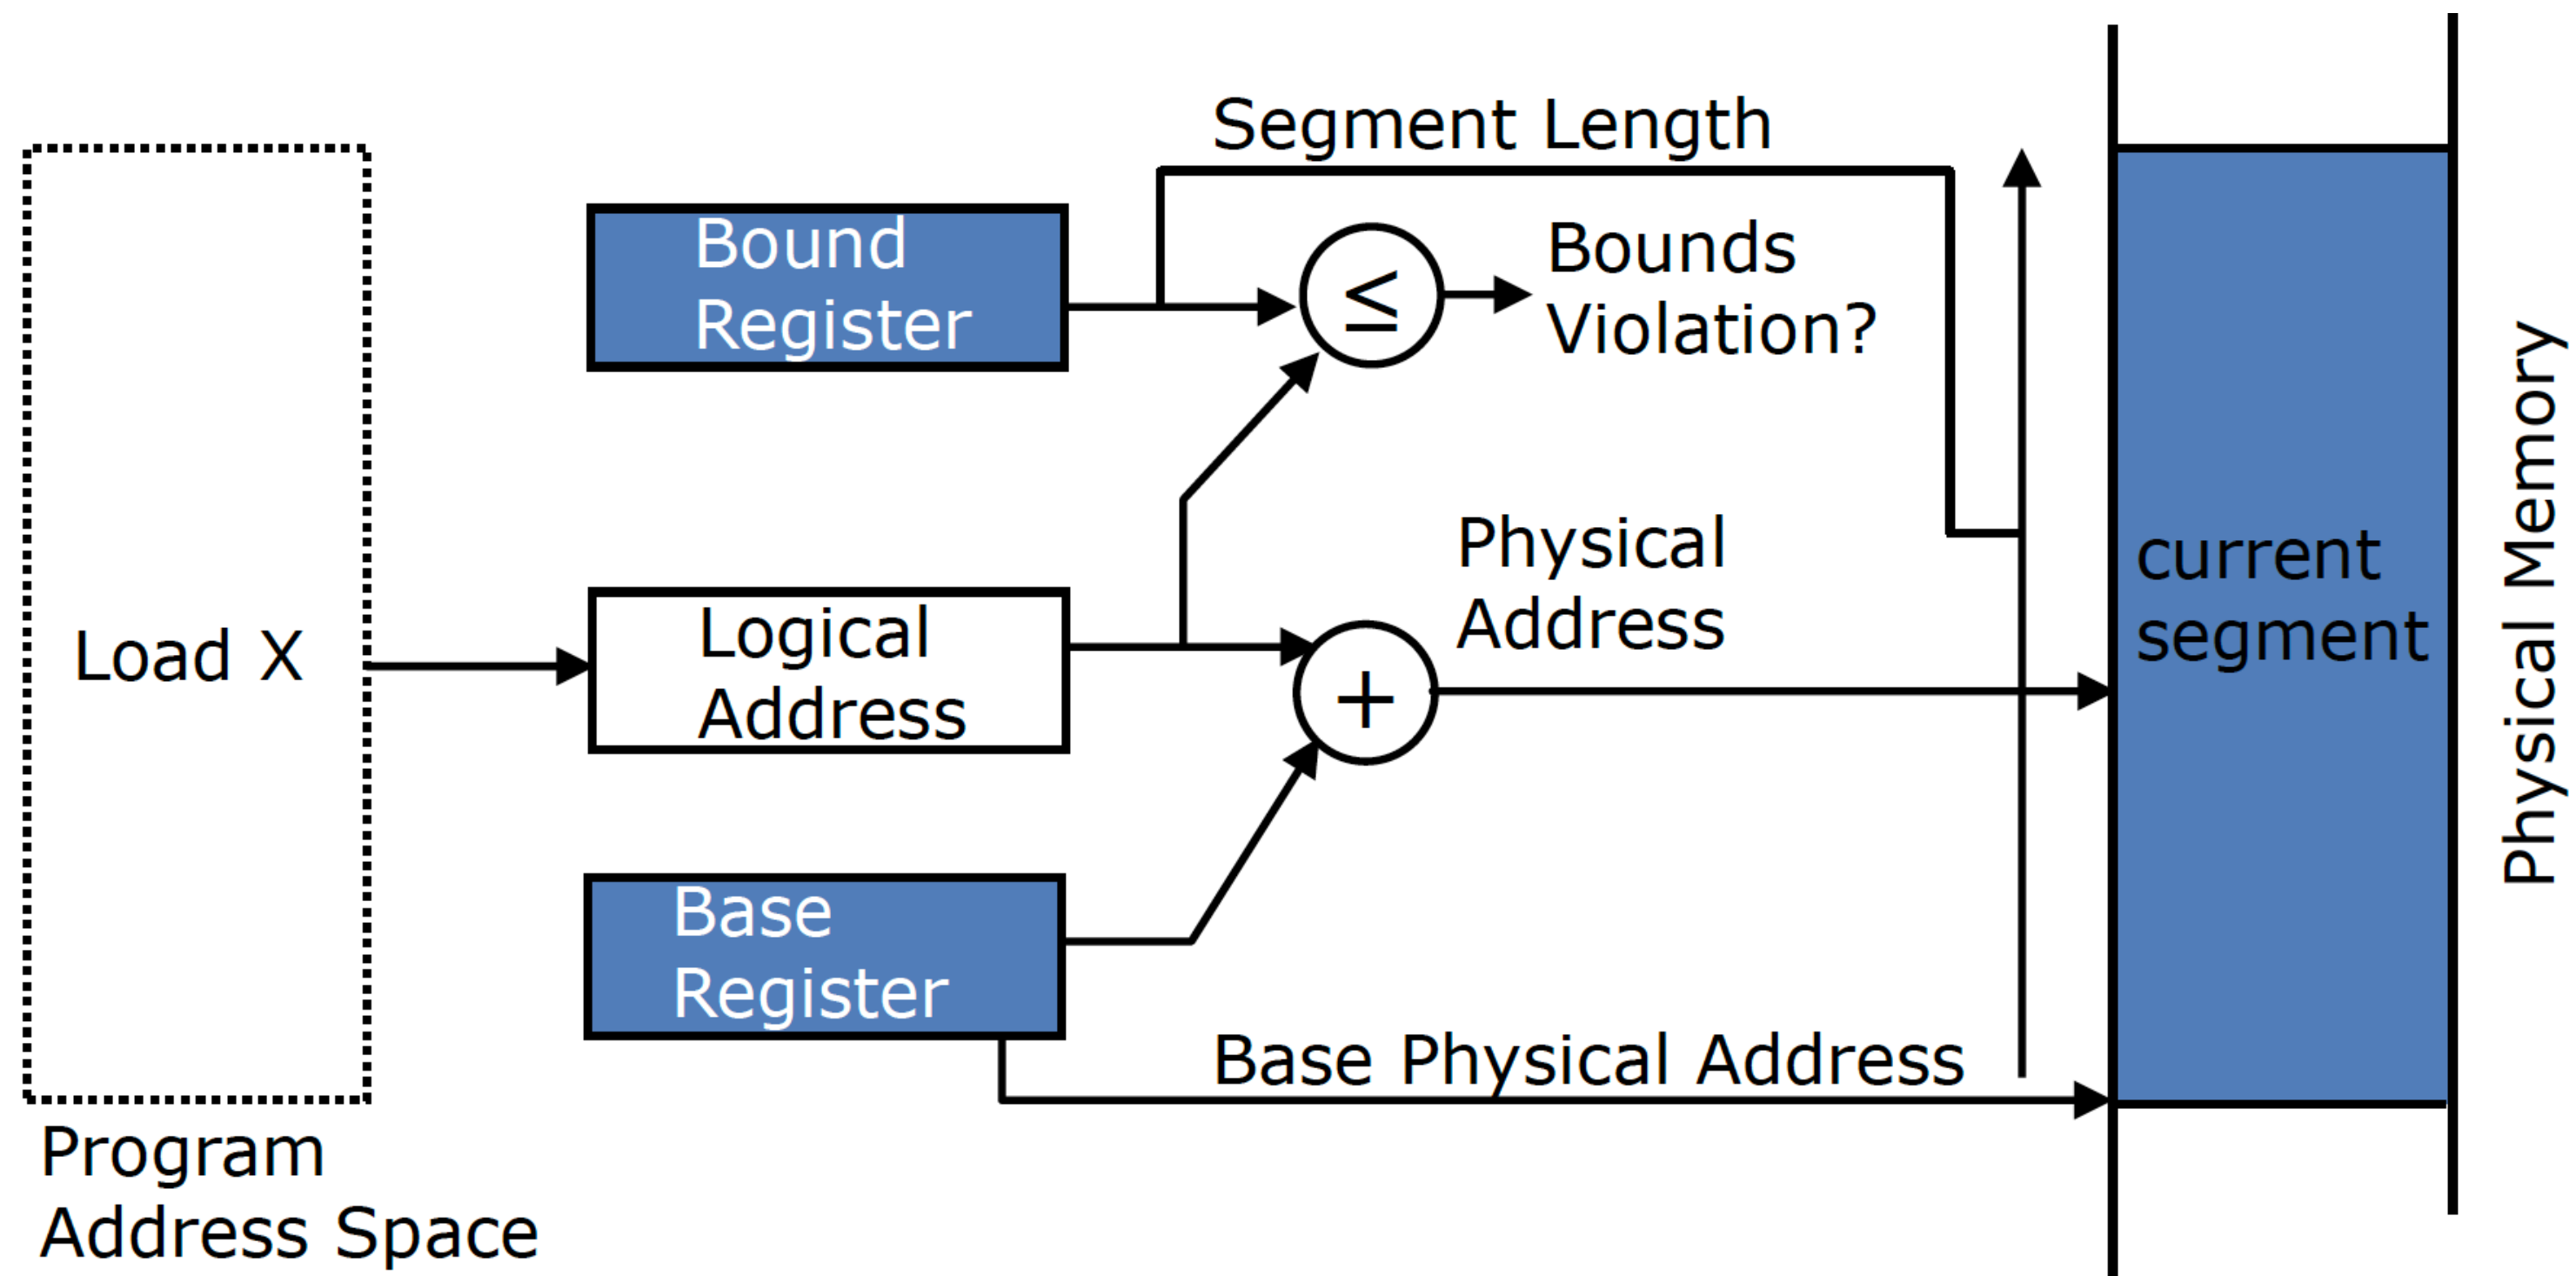 Segment Length
Bound
Register
≤
Bounds
Violation?
Load X
Logical
Address
+
Physical
Address
current
segment
Physical Memory
Base
Register
Base Physical Address
Program
Address Space